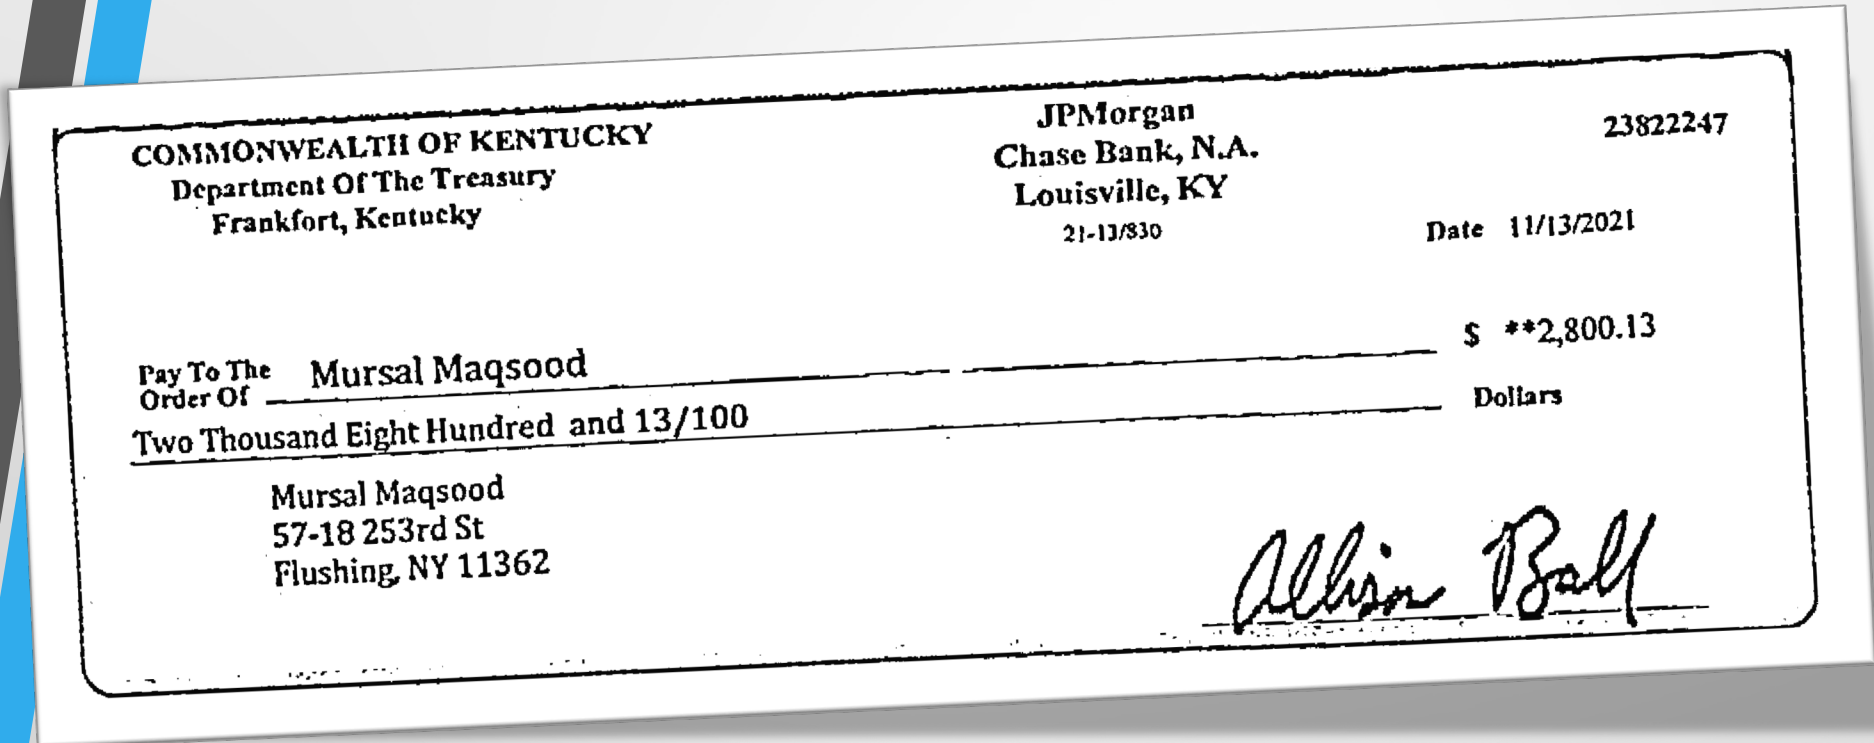 COMMONWEALTH OF KENTUCKY
Department Of The Treasury
Frankfort, Kentucky
JPMorgan
Chase Bank, N.A.
Louisville, KY
21-13/830
23822247
Date 11/13/2021
Pay To The
Order Of Mursal Maqsood
$ **2,800.13
Two Thousand Eight Hundred and 13/100
Dollars
Mursal Maqsood
57-18 253rd St
Flushing, NY 11362
Allison Ball